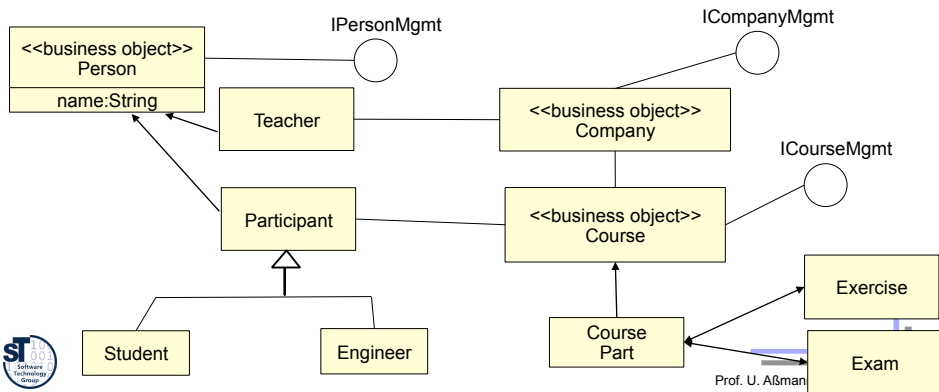 IPersonMgmt
ICompanyMgmt
<<business object>>
Person
name:String
Teacher
<<business object>>
Company
ICourseMgmt
Participant
<<business object>>
Course
Exercise
Student
Engineer
Course
Part
Exam
Prof. U. Aßman
ST
Software
Technology
Group